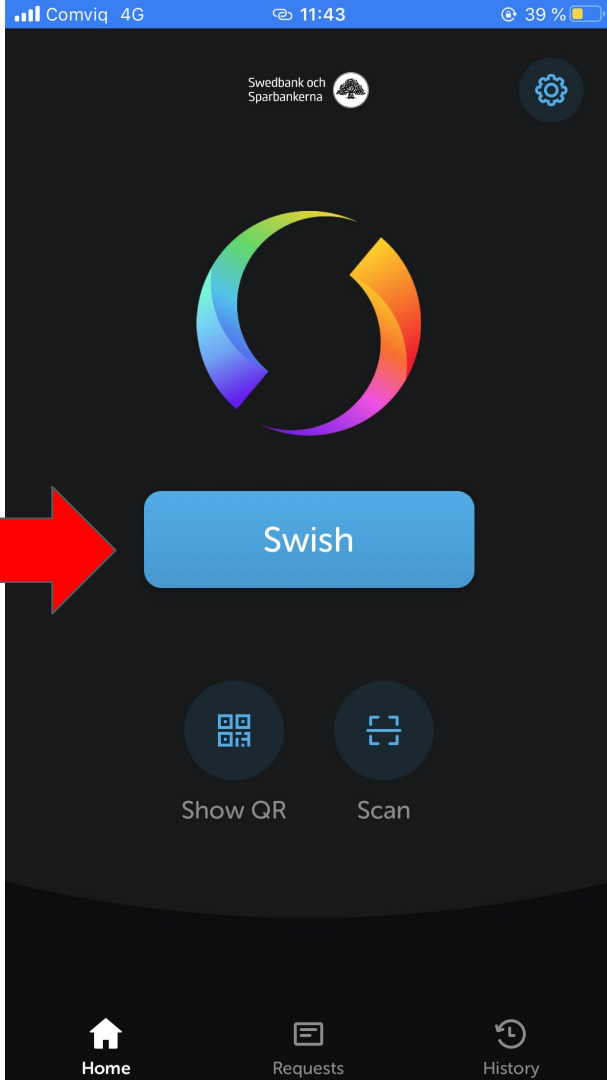 Comviq 4G 11:43 39 %
Swedbank och
Sparbankerna
Swish
Show QR Scan
Home Requests History